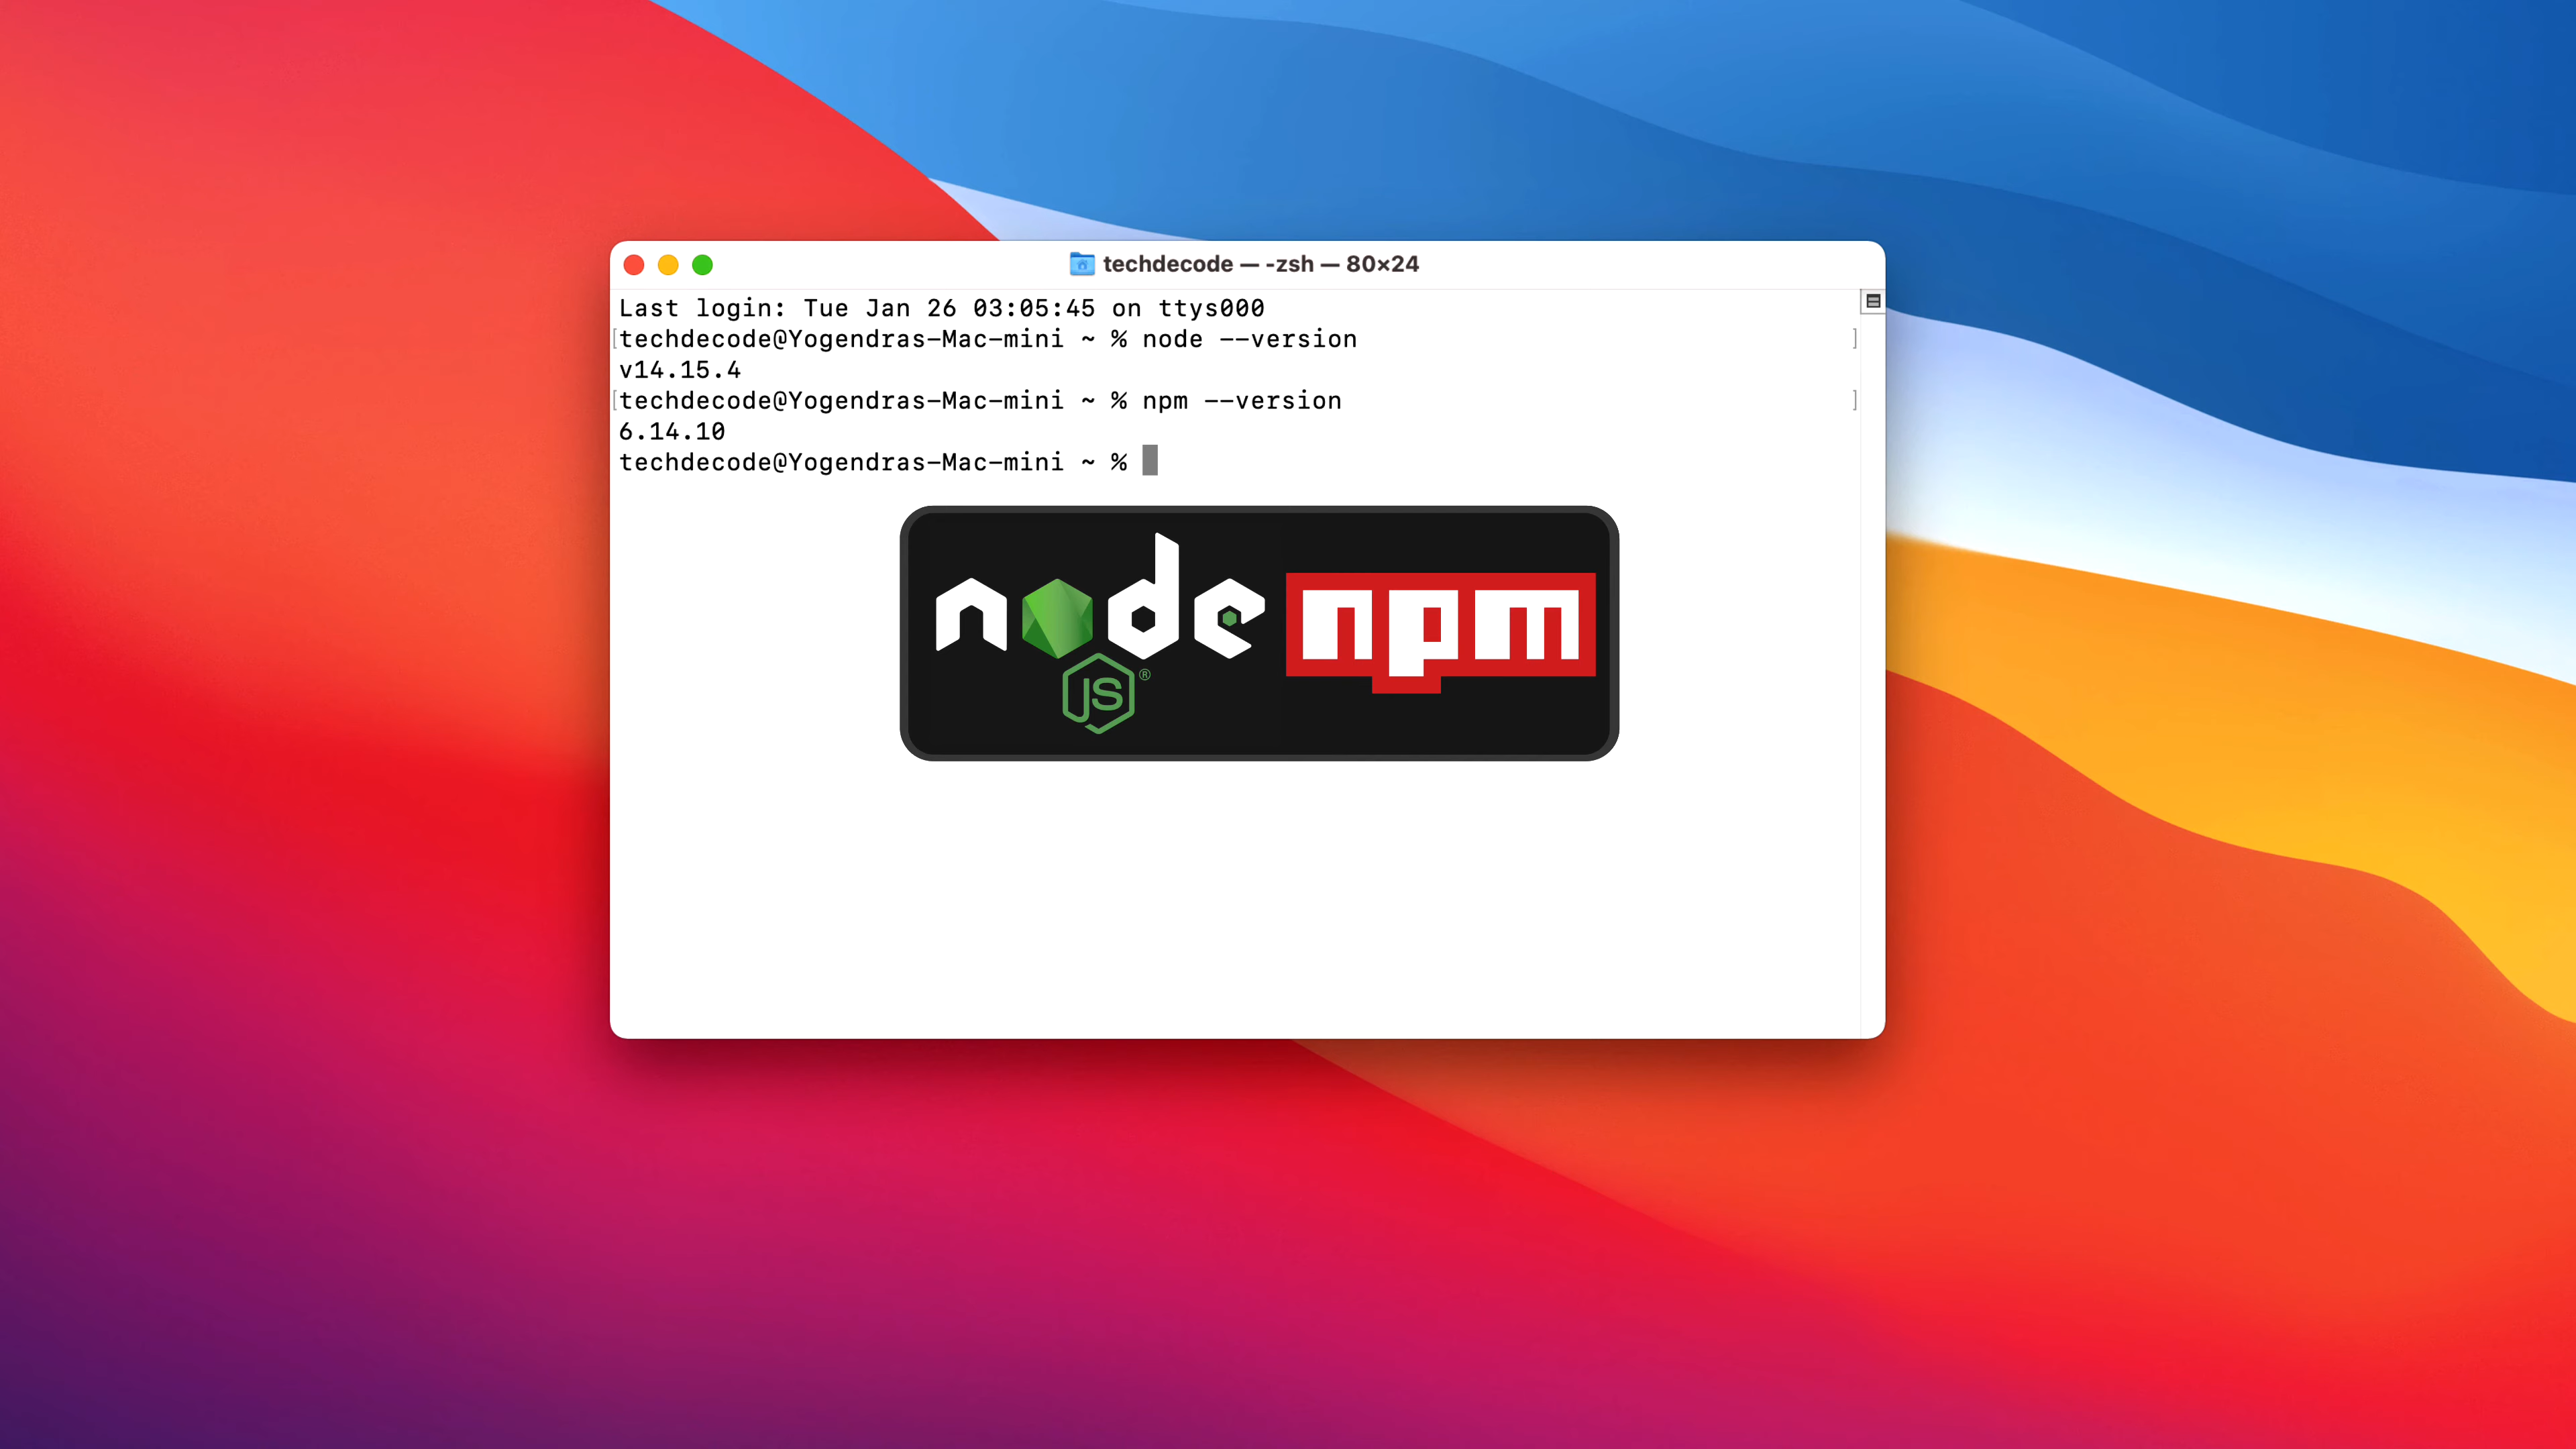 techdecode — -zsh — 80×24
Last login: Tue Jan 26 03:05:45 on ttys000
[techdecode@Yogendras-Mac-mini ~ % node --version ]
v14.15.4
[techdecode@Yogendras-Mac-mini ~ % npm --version ]
6.14.10
techdecode@Yogendras-Mac-mini ~ %
node npm
JS ®